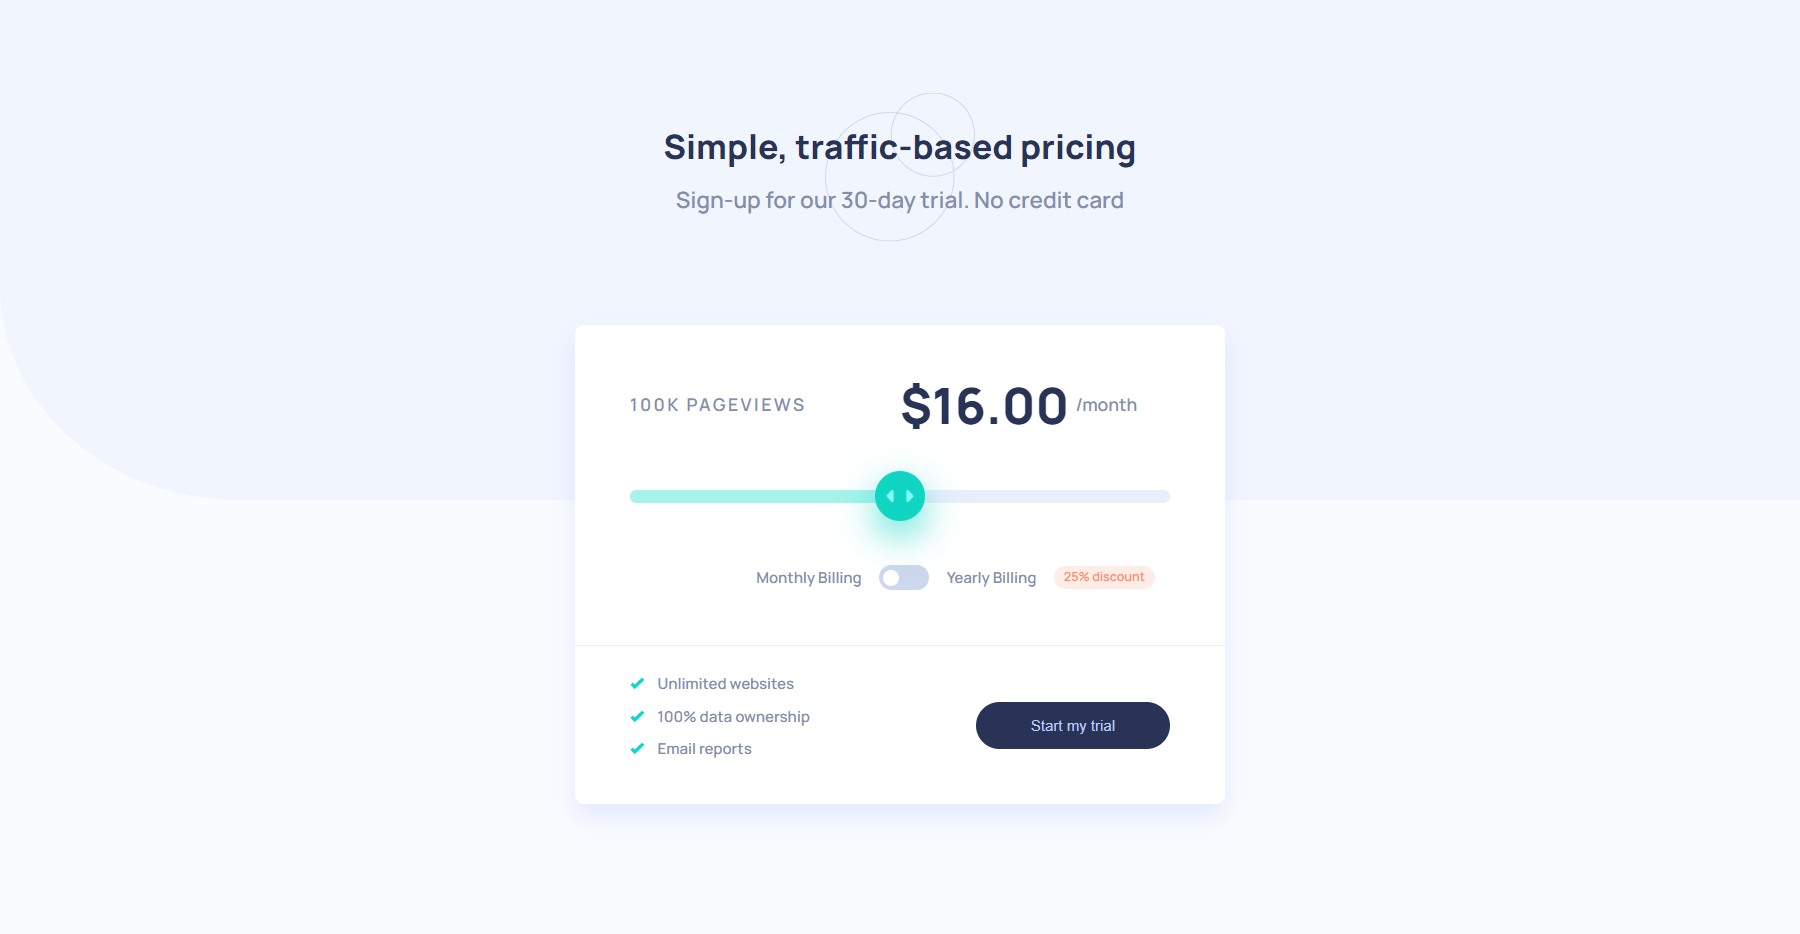 Simple, traffic-based pricing
Sign-up for our 30-day trial. No credit card
100K PAGEVIEWS
$16.00 /month
Monthly Billing
Yearly Billing
25% discount
Unlimited websites
100% data ownership
Email reports
Start my trial